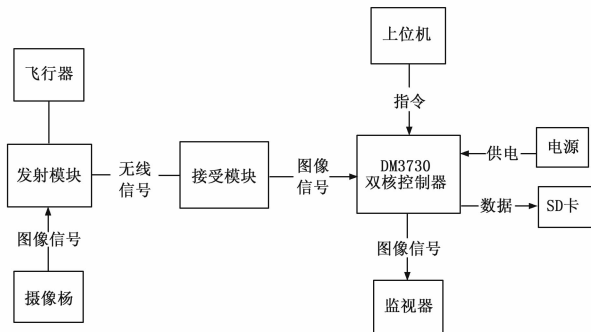 上位机
飞行器
指令
发射模块
无线
信号
接受模块
图像
信号
DM3730
双核控制器
供电
电源
数据
SD卡
图像信号
图像信号
摄像杨
监视器